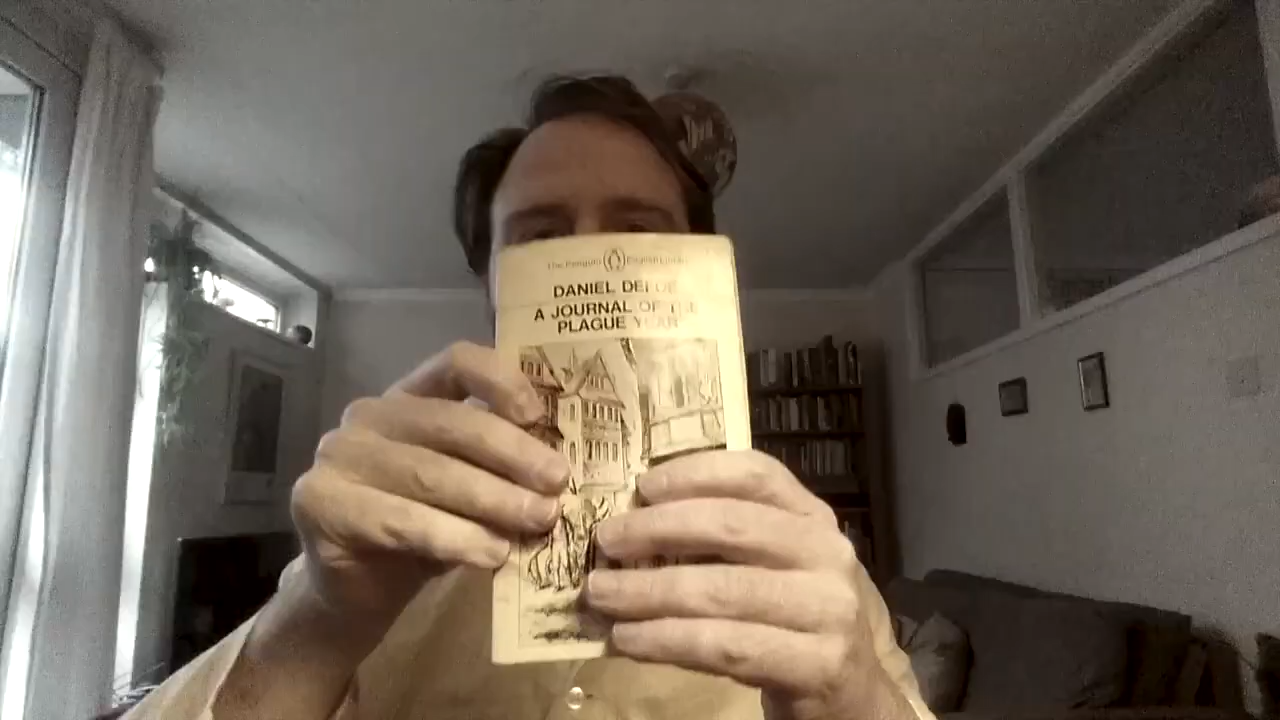 The Penguin English Library
DANIEL DEFOE
A JOURNAL OF THE
PLAGUE YEAR